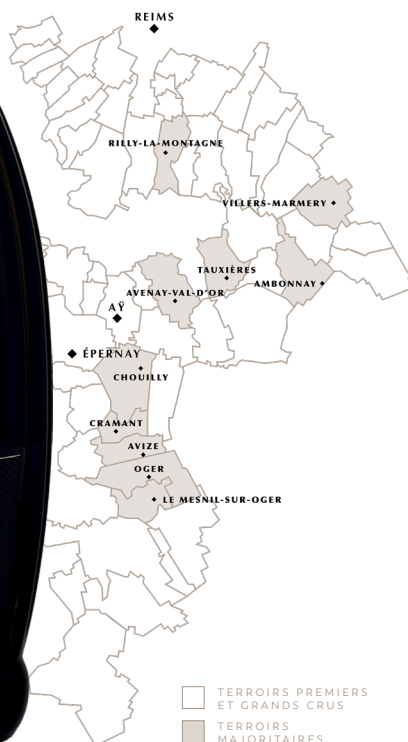 REIMS
RILLY-LA-MONTAGNE
VILLERS-MARMERY
TAUXIÈRES
AMBONNAY
AVENAY-VAL-D'OR
AŸ
ÉPERNAY
CHOUILLY
CRAMANT
AVIZE
OGER
LE MESNIL-SUR-OGER
TERROIRS PREMIERS
ET GRANDS CRUS
TERROIRS
MAJORITAIRES